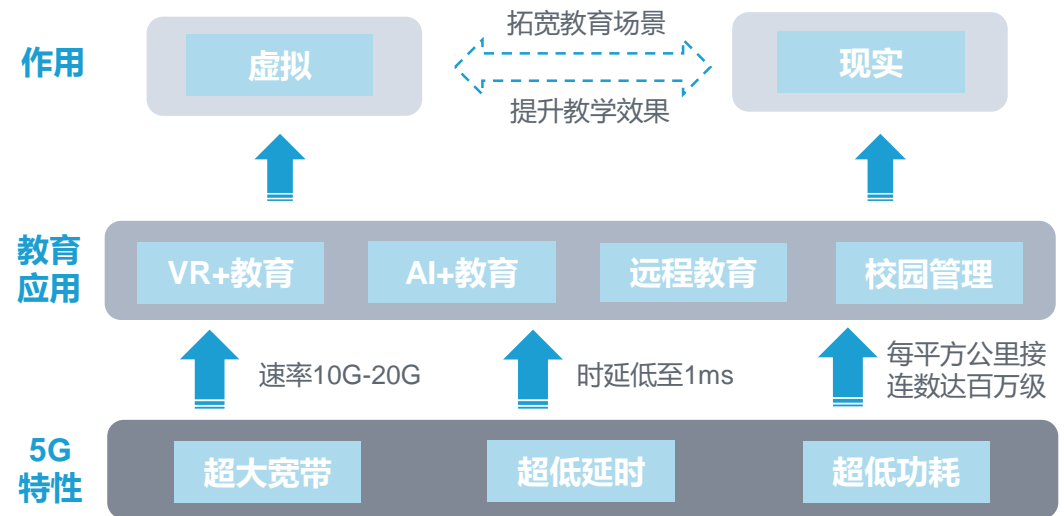 作用
虚拟
拓宽教育场景
提升教学效果
现实
教育
应用
VR+教育
AI+教育
远程教育
校园管理
速率10G-20G
时延低至1ms
每平方公里接
连数达百万级
5G
特性
超大宽带
超低延时
超低功耗